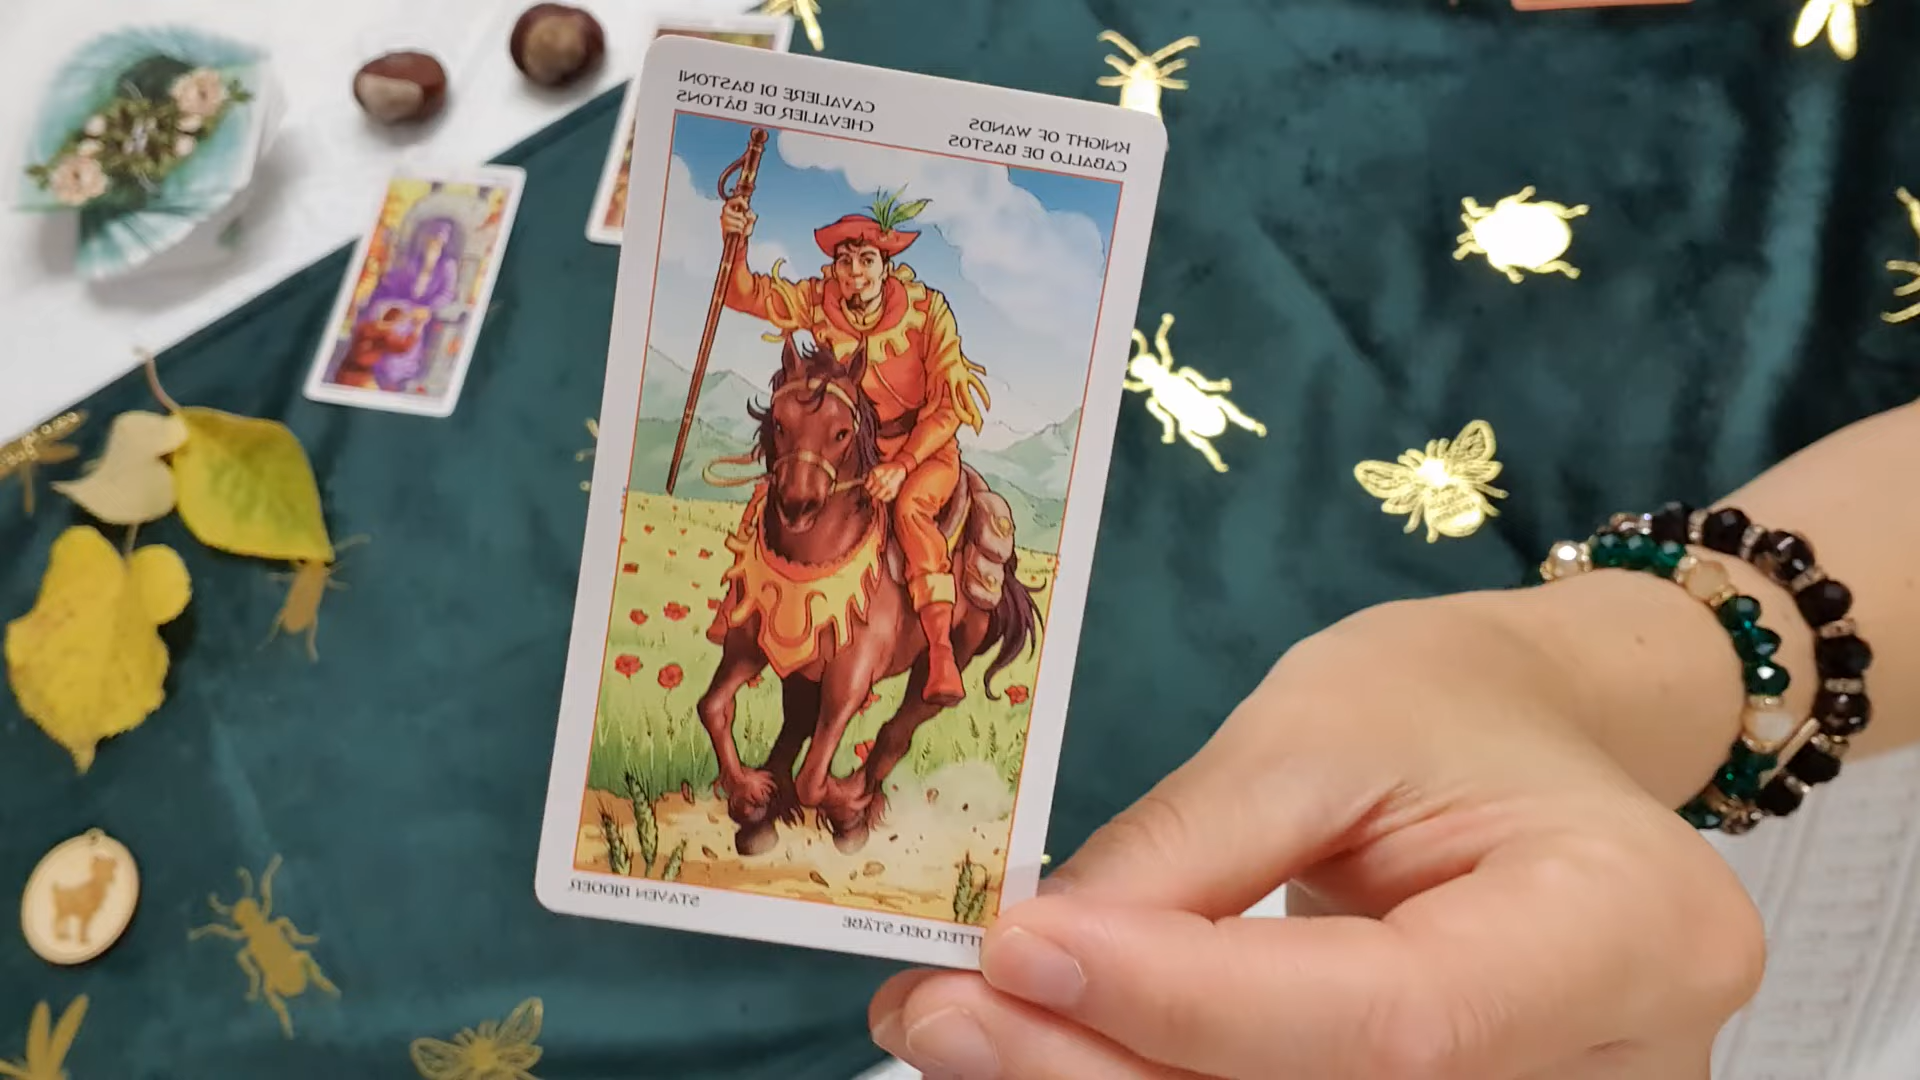 CAVALIERE DI BASTONI
CHEVALIER DE BÂTONS
KNIGHT OF WANDS
CABALLO DE BASTOS
STAVEN RIDDER
TTER DER STÄBE